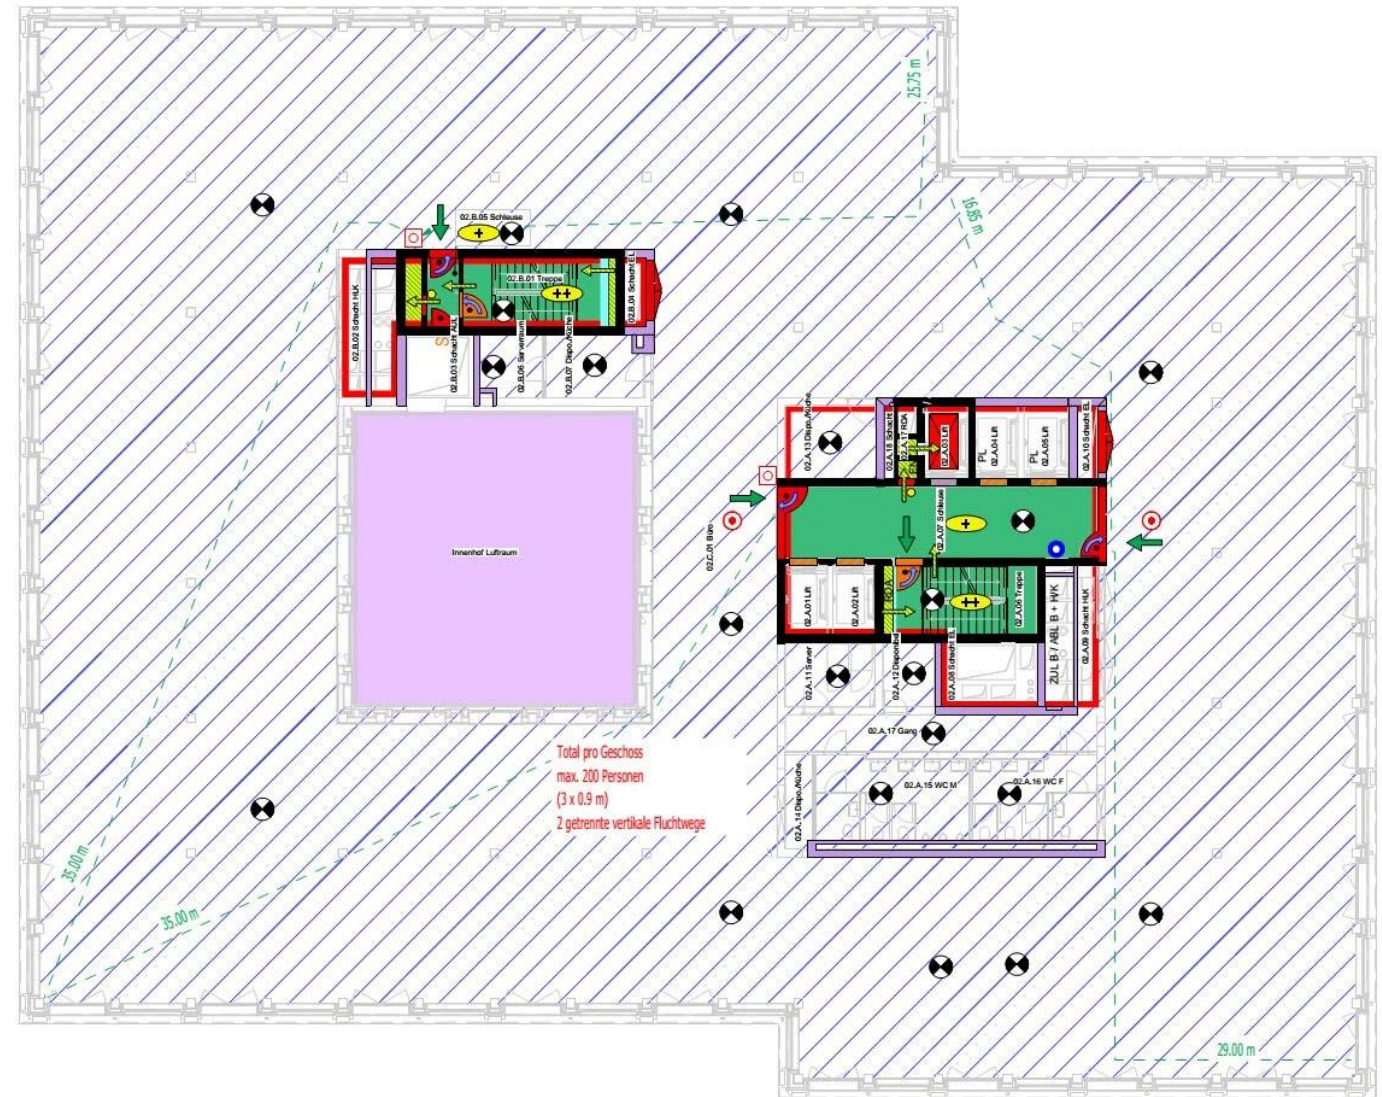 25.75 m
16.85 m
02.B.05 Schleuse
02.B.01 Treppe
02.B.04 Schacht EL
02.B.02 Schacht HLK
02.B.03 Schacht AUL
02.B.06 Serverraum
02.B.07 Dispo./Küche
Innenhof Luftraum
02.A.13 Dispo./Küche
02.A.18 Schacht
02.A.17 RDA
02.A.03 Lift
PL
02.A.04 Lift
PL
02.A.05 Lift
02.A.10 Schacht EL
02.A.07 Schleuse
02.C.01 Büro
02.A.01 Lift
02.A.02 Lift
RDA
02.A.06 Treppe
ZUL B / ABL B + H/K
02.A.09 Schacht HLK
02.A.11 Server
02.A.12 Disponibel
02.A.08 Schacht EL
02.A.17 Gang
02.A.14 Dispo./Küche
02.A.15 WC M
02.A.16 WC F
Total pro Geschoss
max. 200 Personen
(3 x 0.9 m)
2 getrennte vertikale Fluchtwege
35.00 m
35.00 m
29.00 m